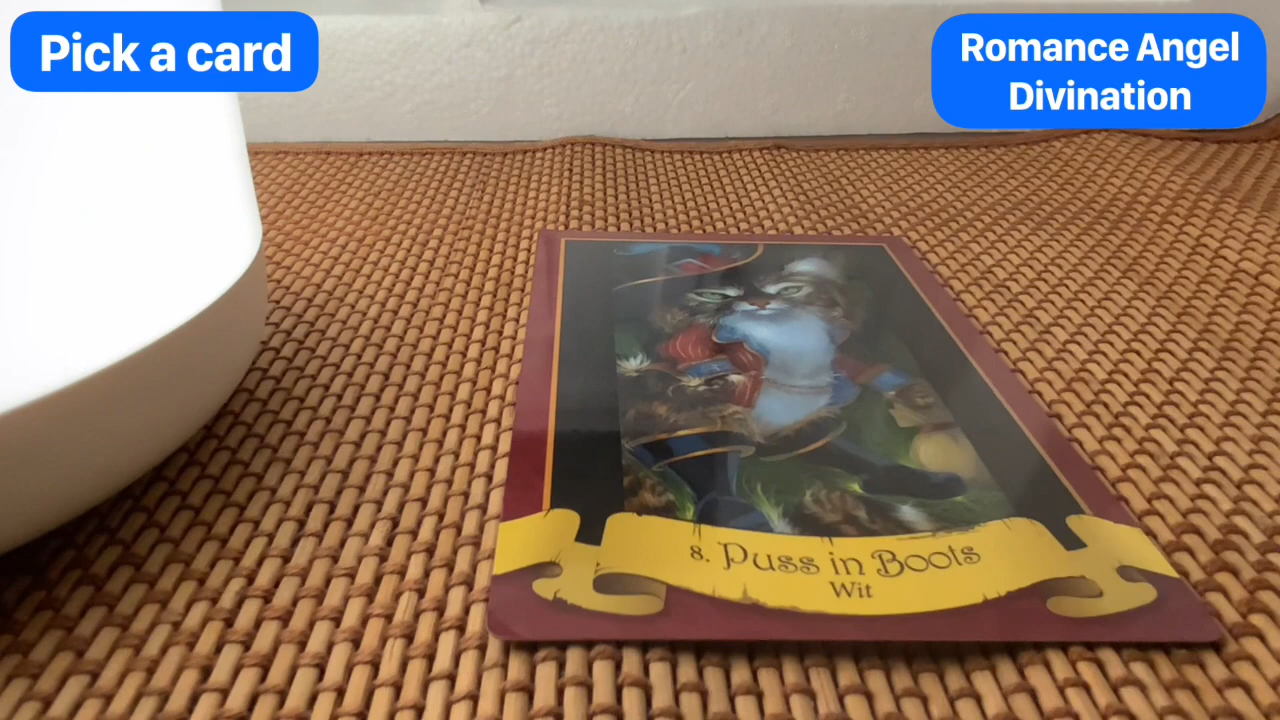 Pick a card
Romance Angel
Divination
8. Puss in Boots
Wit